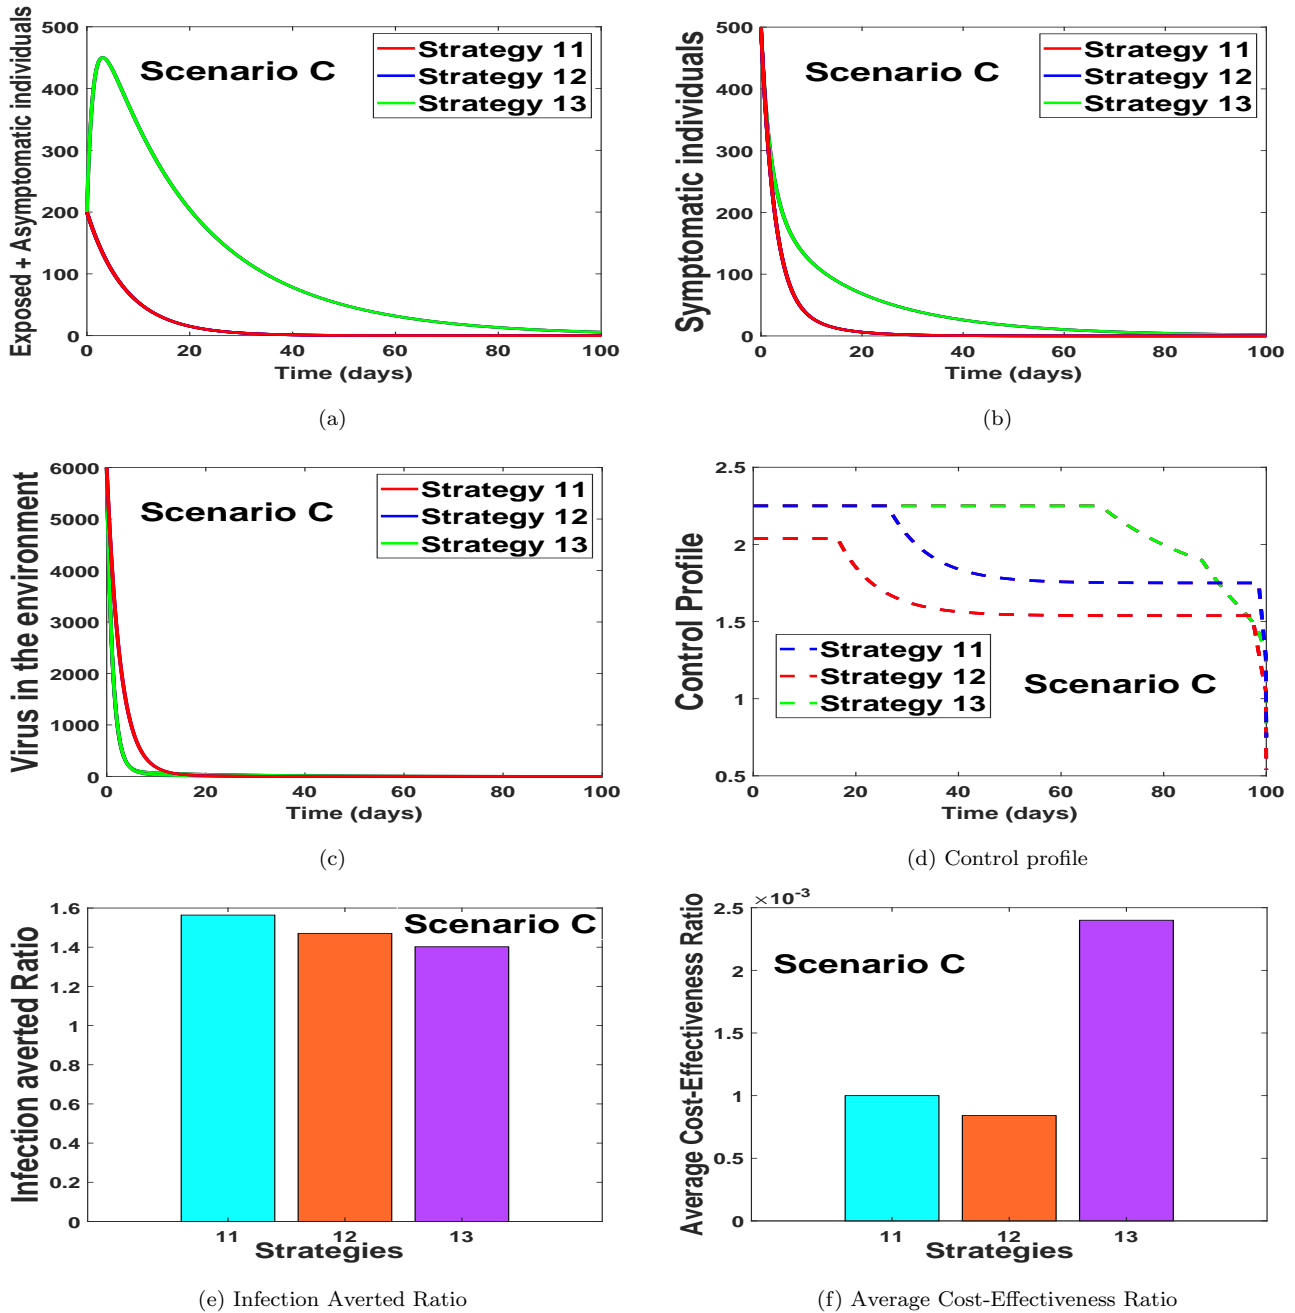 Exposed + Asymptomatic individuals
500
400
300
200
100
0
Scenario C
Strategy 11
Strategy 12
Strategy 13
0 20 40 60 80 100
Time (days)
(a)
Symptomatic individuals
500
400
300
200
100
0
Scenario C
Strategy 11
Strategy 12
Strategy 13
0 20 40 60 80 100
Time (days)
(b)
Virus in the environment
6000
5000
4000
3000
2000
1000
0
Scenario C
Strategy 11
Strategy 12
Strategy 13
0 20 40 60 80 100
Time (days)
(c)
Control Profile
2.5
2
1.5
1
0.5
Strategy 11
Strategy 12
Strategy 13
Scenario C
0 20 40 60 80 100
Time (days)
(d) Control profile
Infection averted Ratio
1.6
1.4
1.2
1
0.8
0.6
0.4
0.2
0
Scenario C
11 12 13
Strategies
(e) Infection Averted Ratio
Average Cost-Effectiveness Ratio
×10⁻³
2.5
2
1.5
1
0.5
0
Scenario C
11 12 13
Strategies
(f) Average Cost-Effectiveness Ratio